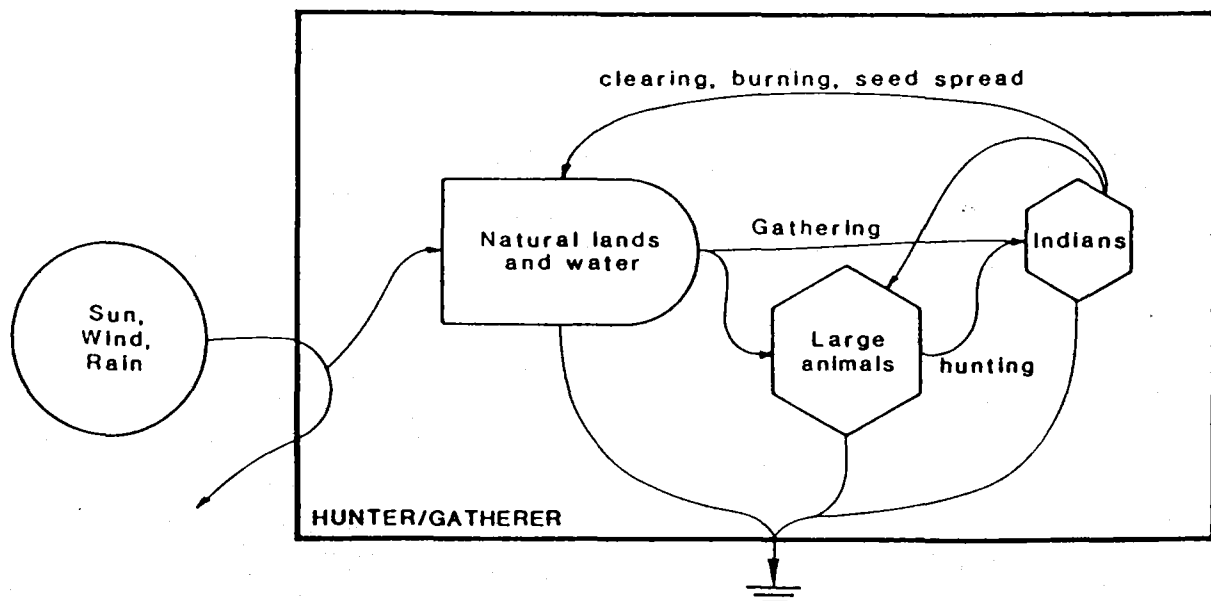 clearing, burning, seed spread
Sun,
Wind,
Rain
Natural lands
and water
Gathering
Indians
Large
animals
hunting
HUNTER/GATHERER